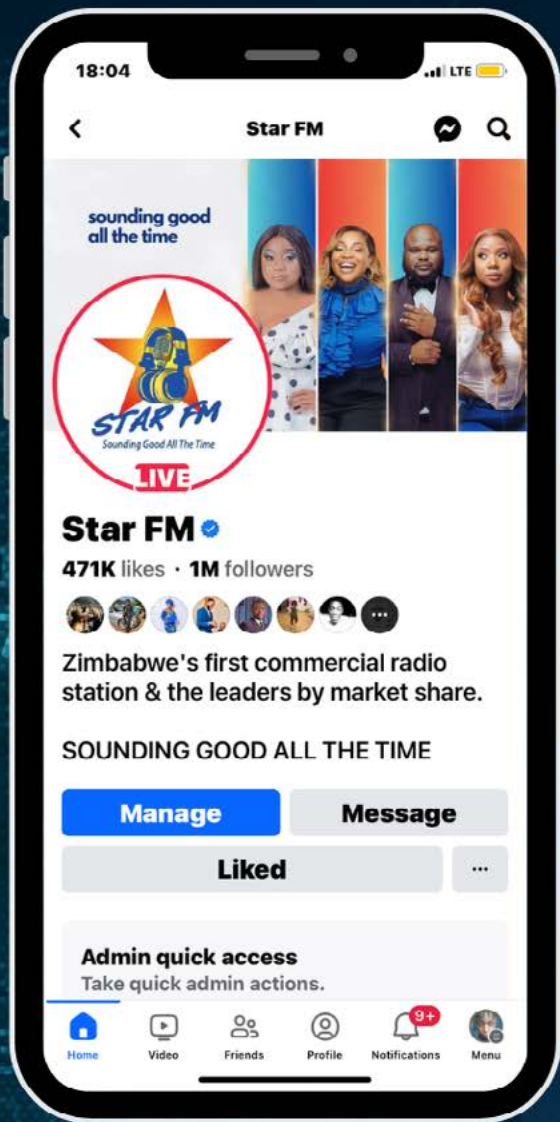 18:04
LTE
Star FM
sounding good
all the time
STAR FM
Sounding Good All The Time
LIVE
Star FM
471K likes · 1M followers
Zimbabwe's first commercial radio
station & the leaders by market share.
SOUNDING GOOD ALL THE TIME
Manage
Message
Liked
Admin quick access
Take quick admin actions.
9+
Home
Video
Friends
Profile
Notifications
Menu